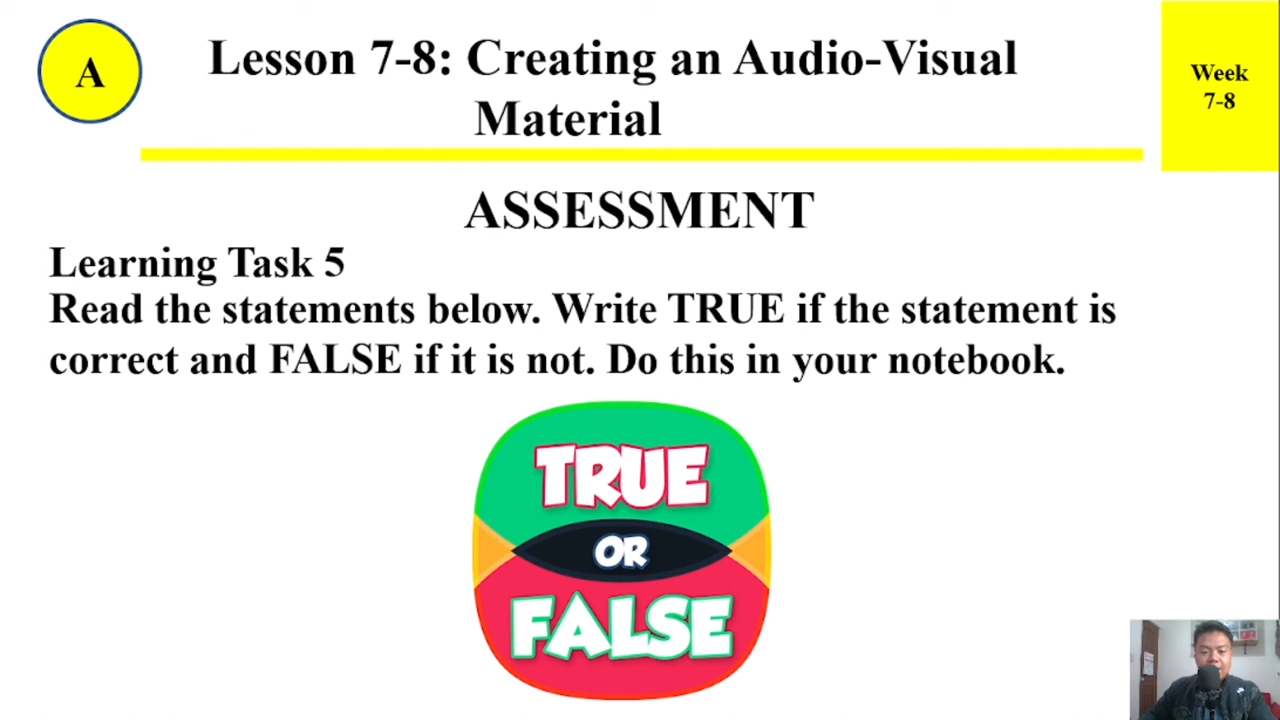 A
Lesson 7-8: Creating an Audio-Visual
Material
Week
7-8
ASSESSMENT
Learning Task 5
Read the statements below. Write TRUE if the statement is
correct and FALSE if it is not. Do this in your notebook.
TRUE
OR
FALSE